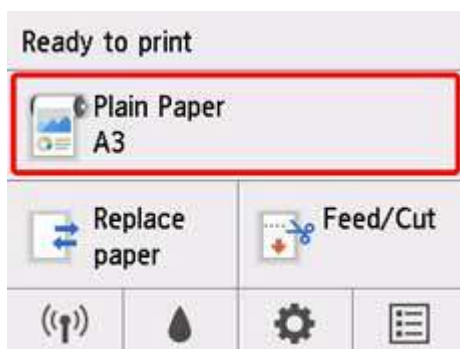 Ready to print
Plain Paper
A3
Replace
paper
Feed/Cut